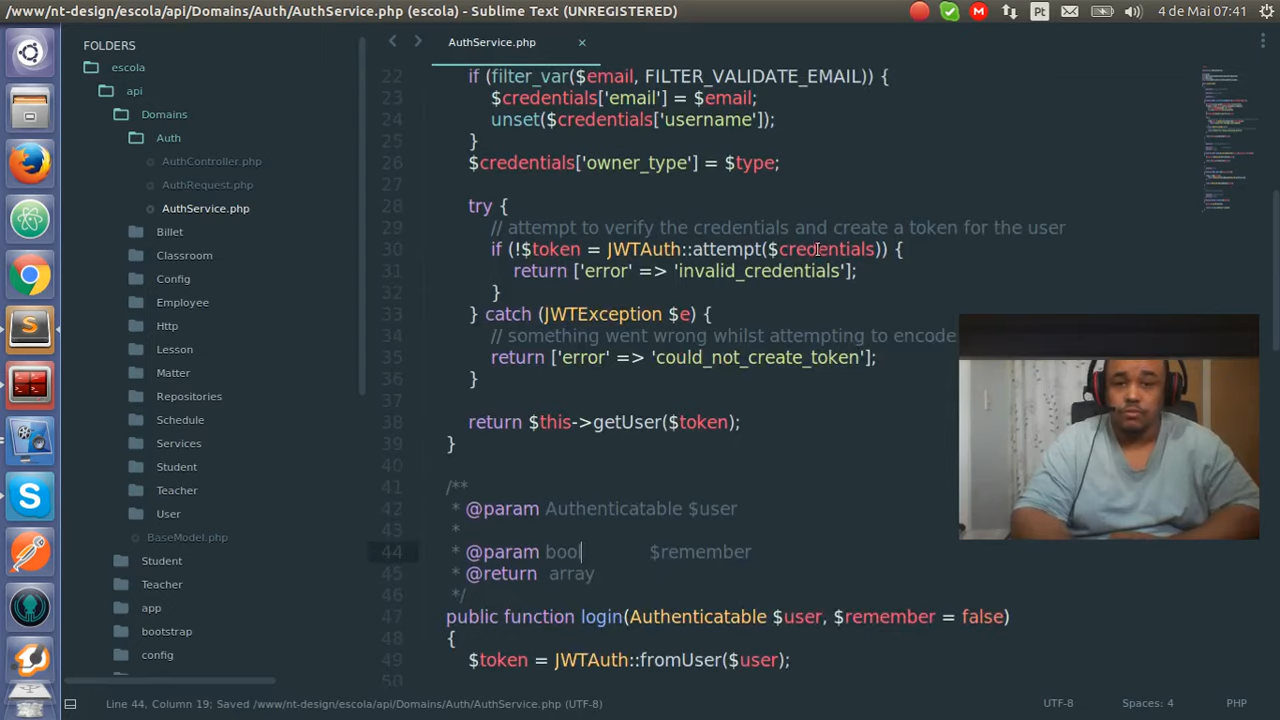 /www/nt-design/escola/api/Domains/Auth/AuthService.php (escola) - Sublime Text (UNREGISTERED)
M
Pt
4 de Mai 07:41
FOLDERS
escola
api
Domains
Auth
AuthController.php
AuthRequest.php
AuthService.php
Billet
Classroom
Config
Employee
Http
Lesson
Matter
Repositories
Schedule
Services
Student
Teacher
User
BaseModel.php
Student
Teacher
app
bootstrap
config
AuthService.php
22 if (filter_var($email, FILTER_VALIDATE_EMAIL)) {
23 $credentials['email'] = $email;
24 unset($credentials['username']);
25 }
26 $credentials['owner_type'] = $type;
27
28 try {
29 // attempt to verify the credentials and create a token for the user
30 if (!$token = JWTAuth::attempt($credentials)) {
31 return ['error' => 'invalid_credentials'];
32 }
33 } catch (JWTException $e) {
34 // something went wrong whilst attempting to encode
35 return ['error' => 'could_not_create_token'];
36 }
37
38 return $this->getUser($token);
39 }
40
41 /**
42 * @param Authenticatable $user
43 *
44 * @param bool $remember
45 * @return array
46 */
47 public function login(Authenticatable $user, $remember = false)
48 {
49 $token = JWTAuth::fromUser($user);
50
Line 44, Column 19; Saved /www/nt-design/escola/api/Domains/Auth/AuthService.php (UTF-8)
UTF-8
Spaces: 4
PHP